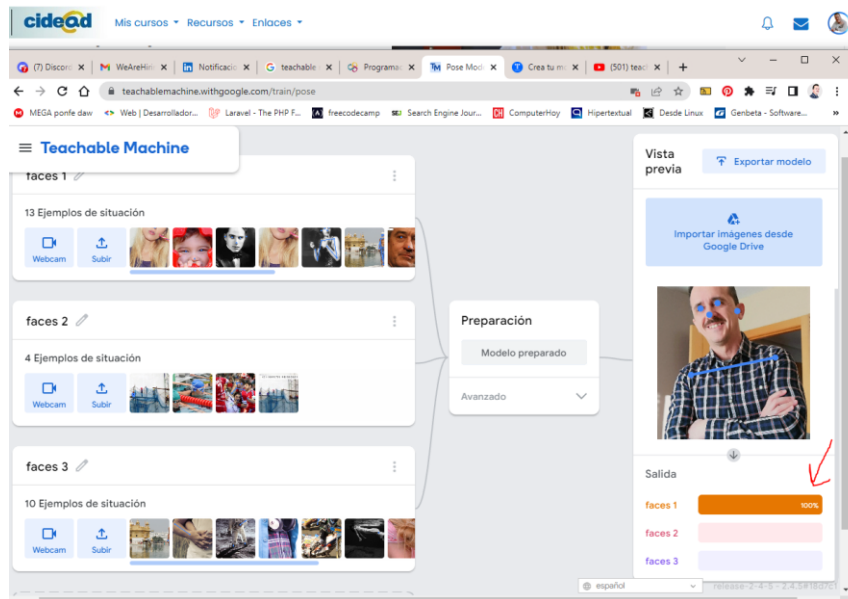 cidead Mis cursos Recursos Enlaces
(7) Discord WeAreHir Notificacio teachable Programac Pose Mode Crea tu m (501) teac
teachablemachine.withgoogle.com/train/pose
MEGA ponfe daw Web | Desarrollador... Laravel - The PHP F... freecodecamp Search Engine Jour... ComputerHoy Hipertextual Desde Linux Genbeta - Software...
Teachable Machine
faces 1
13 Ejemplos de situación
Webcam Subir
faces 2
4 Ejemplos de situación
Webcam Subir
faces 3
10 Ejemplos de situación
Webcam Subir
Preparación
Modelo preparado
Avanzado
Vista
previa
Exportar modelo
Importar imágenes desde
Google Drive
Salida
faces 1 100%
faces 2
faces 3
español